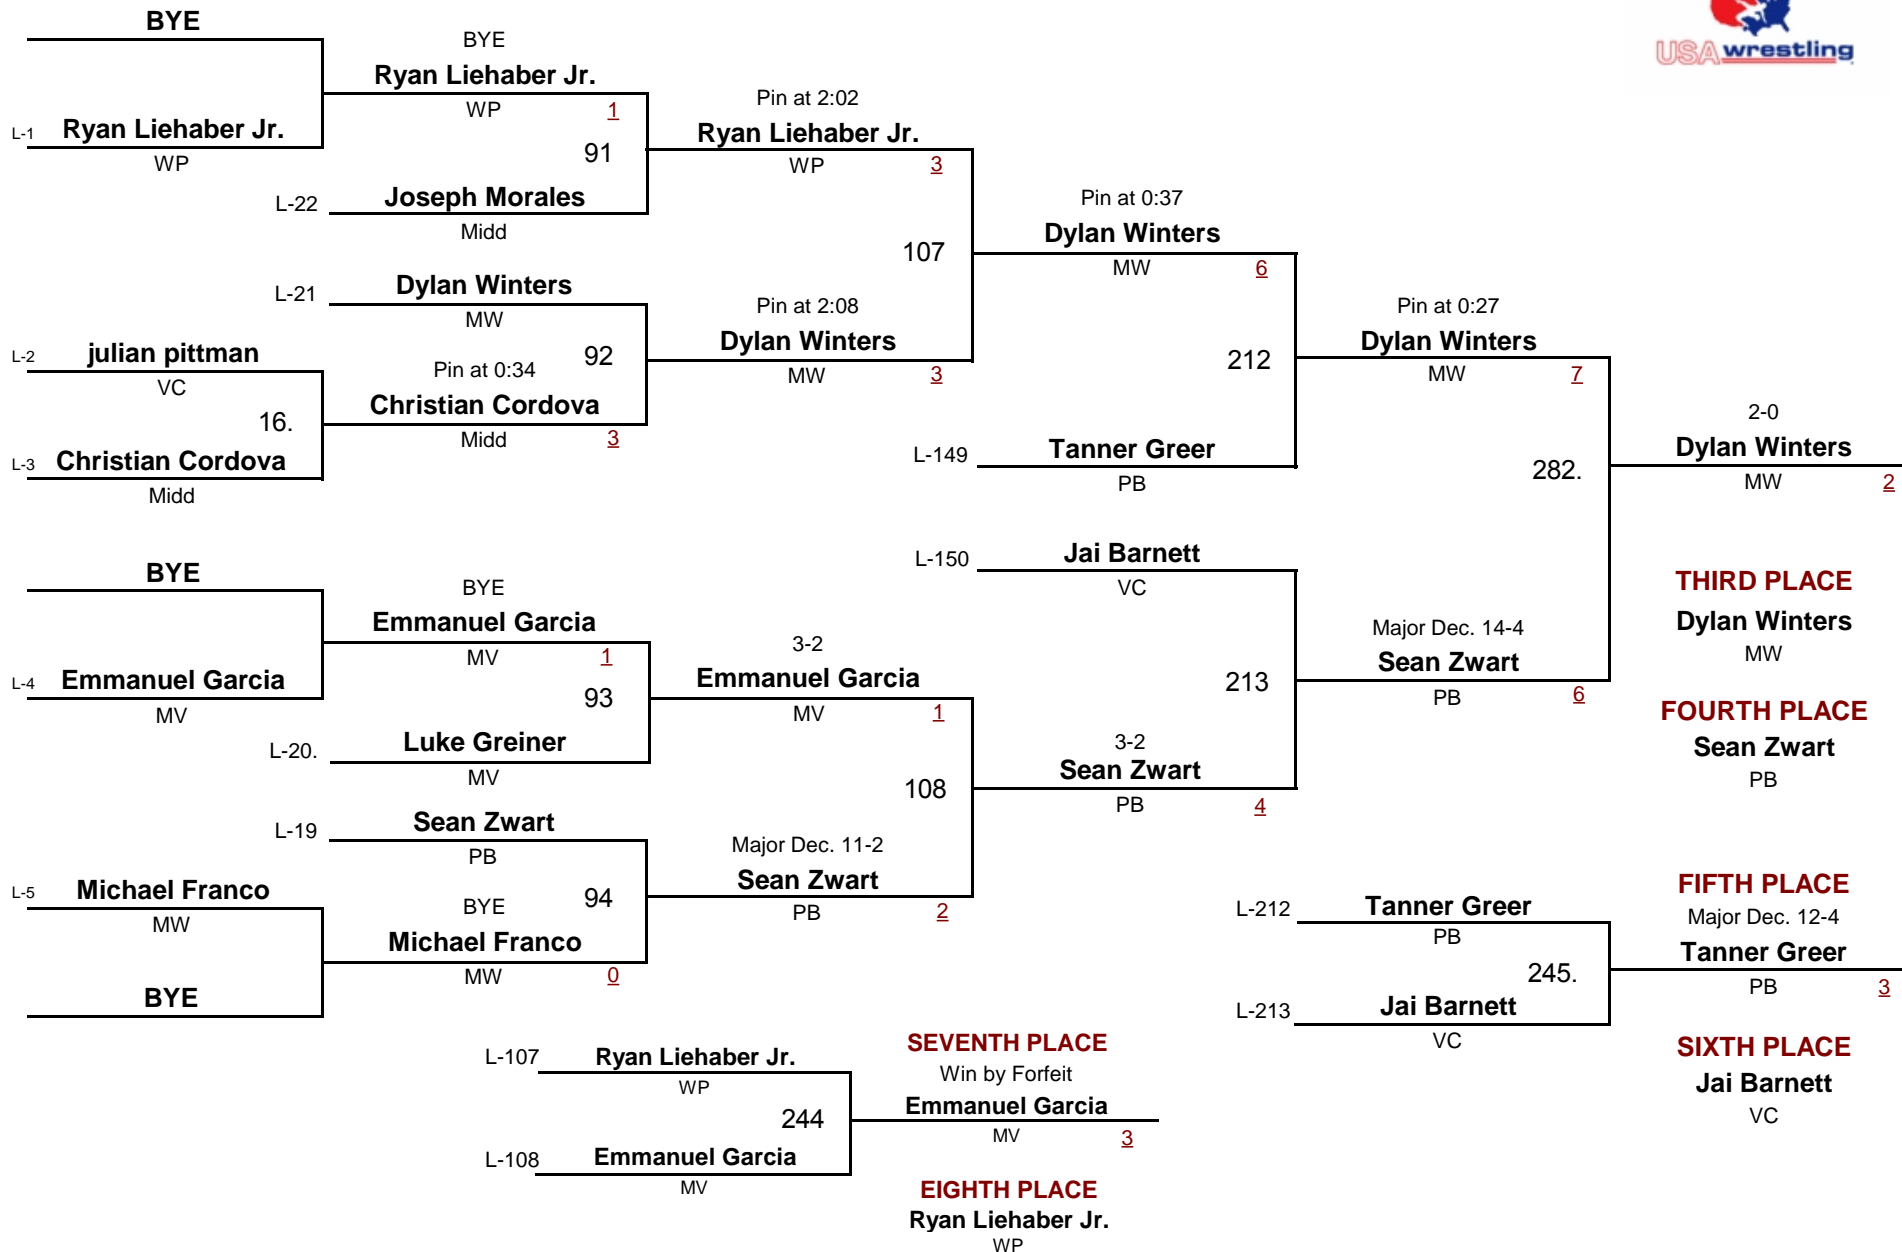 BYE
USA wrestling
BYE
Ryan Liehaber Jr.
WP 1
Pin at 2:02
L-1 Ryan Liehaber Jr.
WP
91
Ryan Liehaber Jr.
WP 3
L-22 Joseph Morales
Midd
Pin at 0:37
Dylan Winters
MW 6
107
L-21 Dylan Winters
MW
Pin at 2:08
Dylan Winters
MW 3
Pin at 0:27
Dylan Winters
MW 7
L-2 julian pittman
VC
92
212
Pin at 0:34
Christian Cordova
Midd 3
16.
2-0
Dylan Winters
MW 2
L-3 Christian Cordova
Midd
L-149 Tanner Greer
PB
282.
L-150 Jai Barnett
VC
BYE
BYE
Emmanuel Garcia
MV 1
THIRD PLACE
Dylan Winters
MW
3-2
Emmanuel Garcia
MV 1
Major Dec. 14-4
Sean Zwart
PB 6
L-4 Emmanuel Garcia
MV
93
213
FOURTH PLACE
Sean Zwart
PB
L-20. Luke Greiner
MV
3-2
Sean Zwart
PB 4
108
L-19 Sean Zwart
PB
Major Dec. 11-2
Sean Zwart
PB 2
L-5 Michael Franco
MW
94
BYE
Michael Franco
MW 0
BYE
FIFTH PLACE
L-212 Tanner Greer
PB
Major Dec. 12-4
Tanner Greer
PB 3
245.
L-213 Jai Barnett
VC
SIXTH PLACE
Jai Barnett
VC
L-107 Ryan Liehaber Jr.
WP
SEVENTH PLACE
Win by Forfeit
Emmanuel Garcia
MV 3
244
L-108 Emmanuel Garcia
MV
EIGHTH PLACE
Ryan Liehaber Jr.
WP